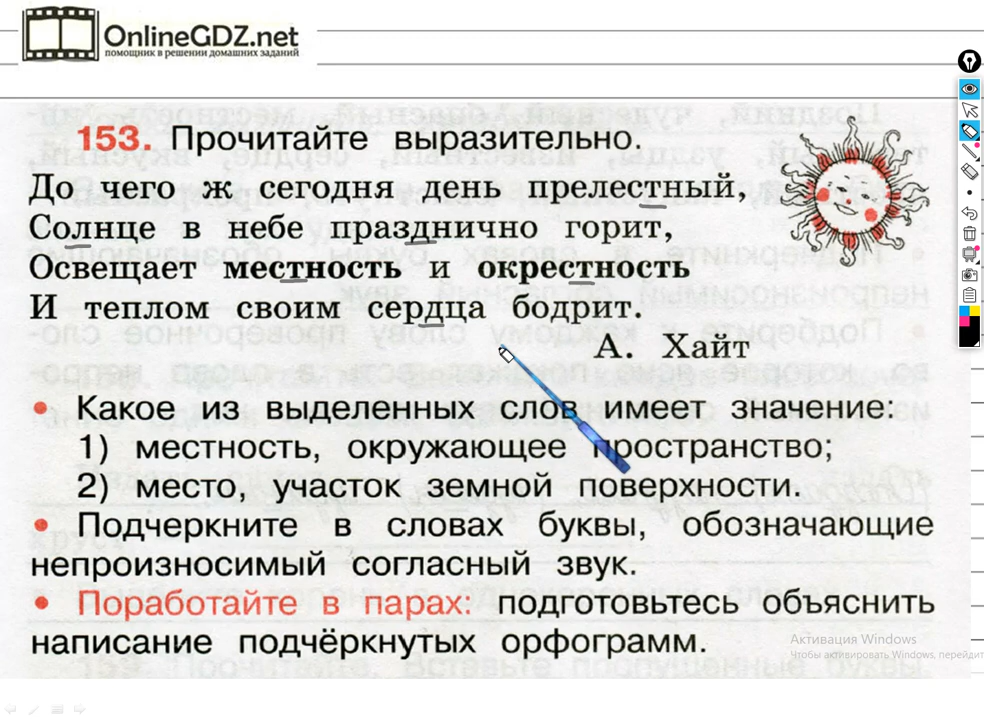 OnlineGDZ.net
помощник в решении домашних заданий
153. Прочитайте выразительно.
До чего ж сегодня день прелестный,
Солнце в небе празднично горит,
Освещает местность и окрестность
И теплом своим сердца бодрит.
А. Хайт
• Какое из выделенных слов имеет значение:
1) местность, окружающее пространство;
2) место, участок земной поверхности.
• Подчеркните в словах буквы, обозначающие
непроизносимый согласный звук.
• Поработайте в парах: подготовьтесь объяснить
написание подчёркнутых орфограмм.
Активация Windows
Чтобы активировать Windows, перейдит